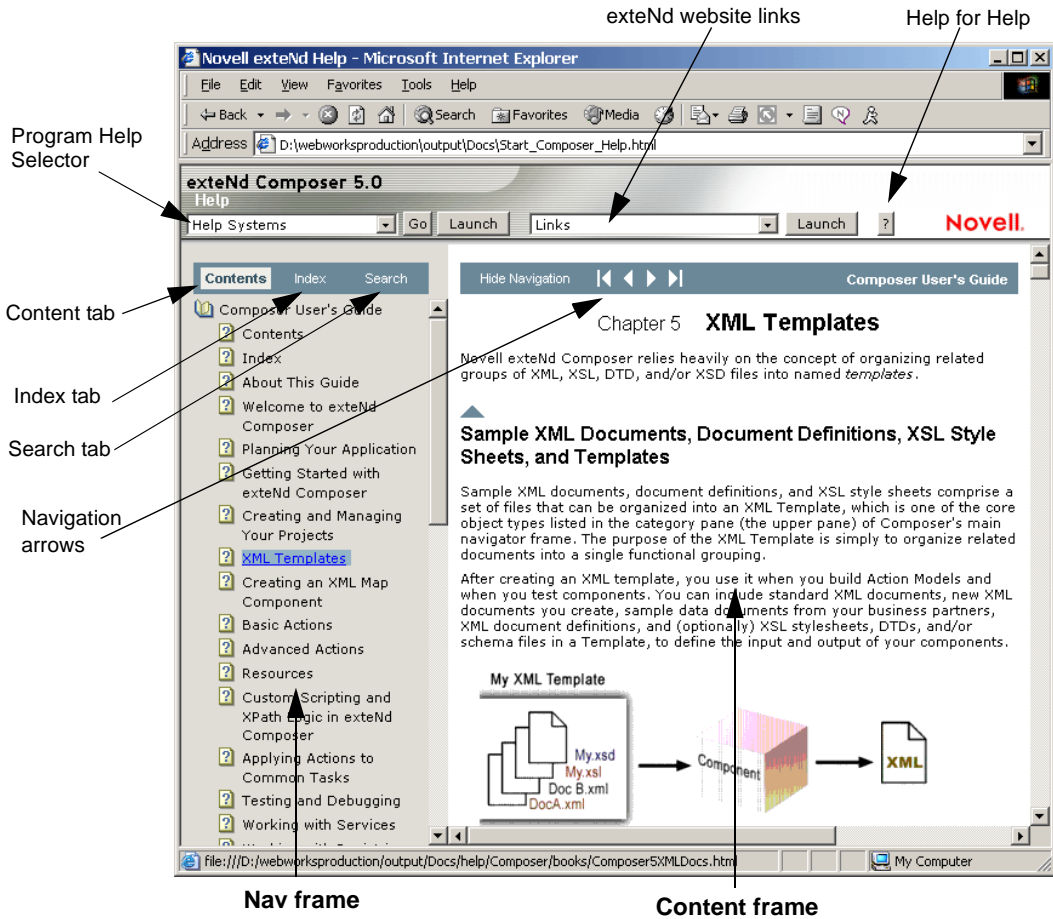 exteNd website links
Help for Help
Novell exteNd Help - Microsoft Internet Explorer
File Edit View Favorites Tools Help
Back Search Favorites Media
Program Help
Selector
Address D:\webworksproduction\output\Docs\Start_Composer_Help.html
exteNd Composer 5.0
Help
Help Systems Go Launch Links Launch ? Novell.
Contents Index Search
Hide Navigation Composer User's Guide
Content tab
Index tab
Search tab
Navigation
arrows
Composer User's Guide
Contents
Index
About This Guide
Welcome to exteNd
Composer
Planning Your Application
Getting Started with
exteNd Composer
Creating and Managing
Your Projects
XML Templates
Creating an XML Map
Component
Basic Actions
Advanced Actions
Resources
Custom Scripting and
XPath Logic in exteNd
Composer
Applying Actions to
Common Tasks
Testing and Debugging
Working with Services
Chapter 5 XML Templates
Novell exteNd Composer relies heavily on the concept of organizing related
groups of XML, XSL, DTD, and/or XSD files into named templates.
Sample XML Documents, Document Definitions, XSL Style
Sheets, and Templates
Sample XML documents, document definitions, and XSL style sheets comprise a
set of files that can be organized into an XML Template, which is one of the core
object types listed in the category pane (the upper pane) of Composer's main
navigator frame. The purpose of the XML Template is simply to organize related
documents into a single functional grouping.
After creating an XML template, you use it when you build Action Models and
when you test components. You can include standard XML documents, new XML
documents you create, sample data documents from your business partners,
XML document definitions, and (optionally) XSL stylesheets, DTDs, and/or
schema files in a Template, to define the input and output of your components.
My XML Template
My.xsd
My.xsl
Doc B.xml
DocA.xml
Component
XML
file:///D:/webworksproduction/output/Docs/help/Composer/books/Composer5XMLDocs.html My Computer
Nav frame
Content frame